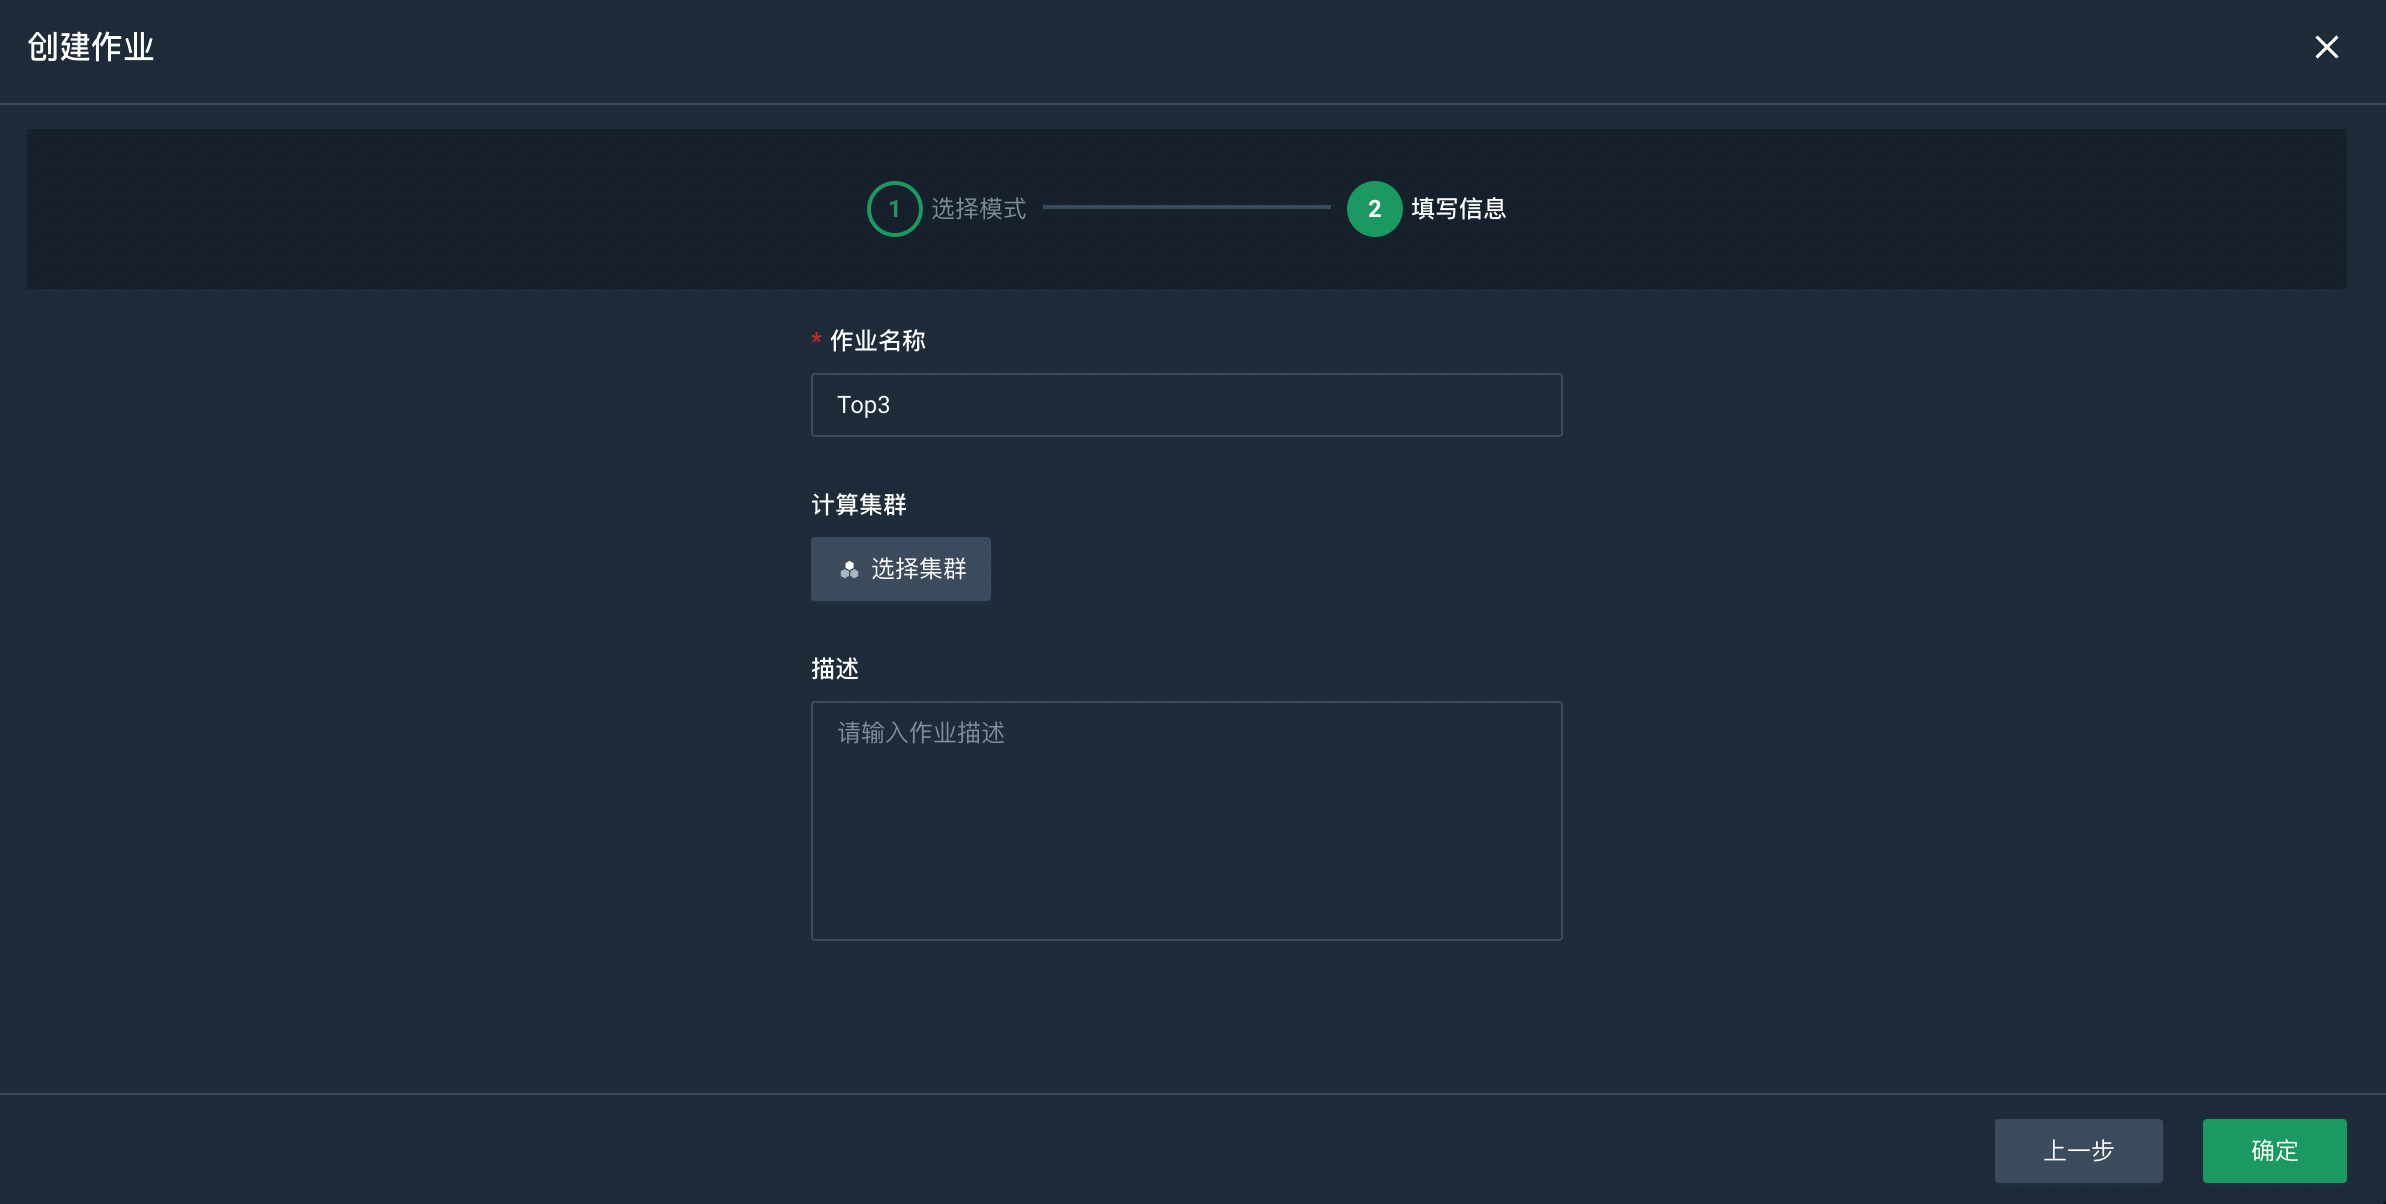 创建作业
1 选择模式 2 填写信息
* 作业名称
Top3
计算集群
选择集群
描述
请输入作业描述
上一步 确定